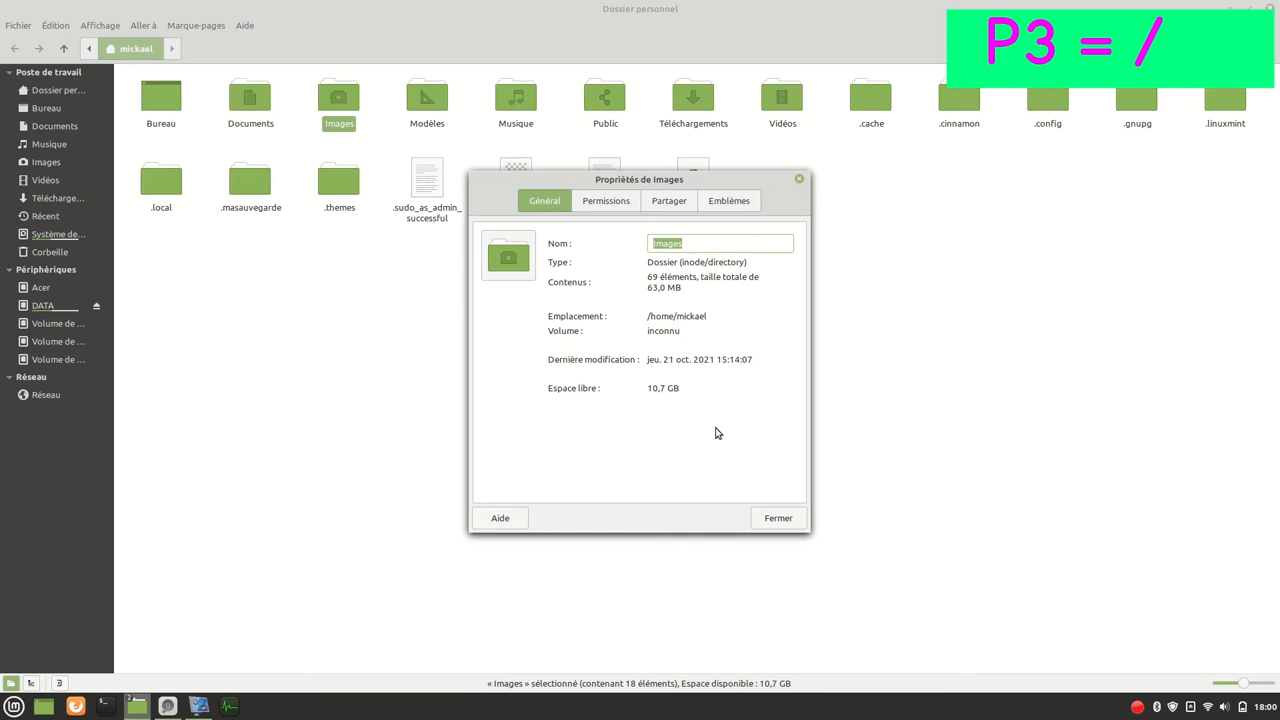 Dossier personnel
Fichier Édition Affichage Aller à Marque-pages Aide
P3 = /
mickael
Poste de travail
Dossier per...
Bureau
Documents
Musique
Images
Vidéos
Télécharge...
Récent
Système de...
Corbeille
Périphériques
Acer
DATA
Volume de ...
Volume de ...
Volume de ...
Réseau
Réseau
Bureau Documents Images Modèles Musique Public Téléchargements Vidéos .cache .cinnamon .config .gnupg .linuxmint
.local .masauvegarde .themes .sudo_as_admin_
successful
Propriétés de Images
Général Permissions Partager Emblèmes
Nom : Images
Type : Dossier (inode/directory)
Contenus : 69 éléments, taille totale de
63,0 MB
Emplacement : /home/mickael
Volume : inconnu
Dernière modification : jeu. 21 oct. 2021 15:14:07
Espace libre : 10,7 GB
Aide Fermer
« Images » sélectionné (contenant 18 éléments), Espace disponible : 10,7 GB
2
18:00